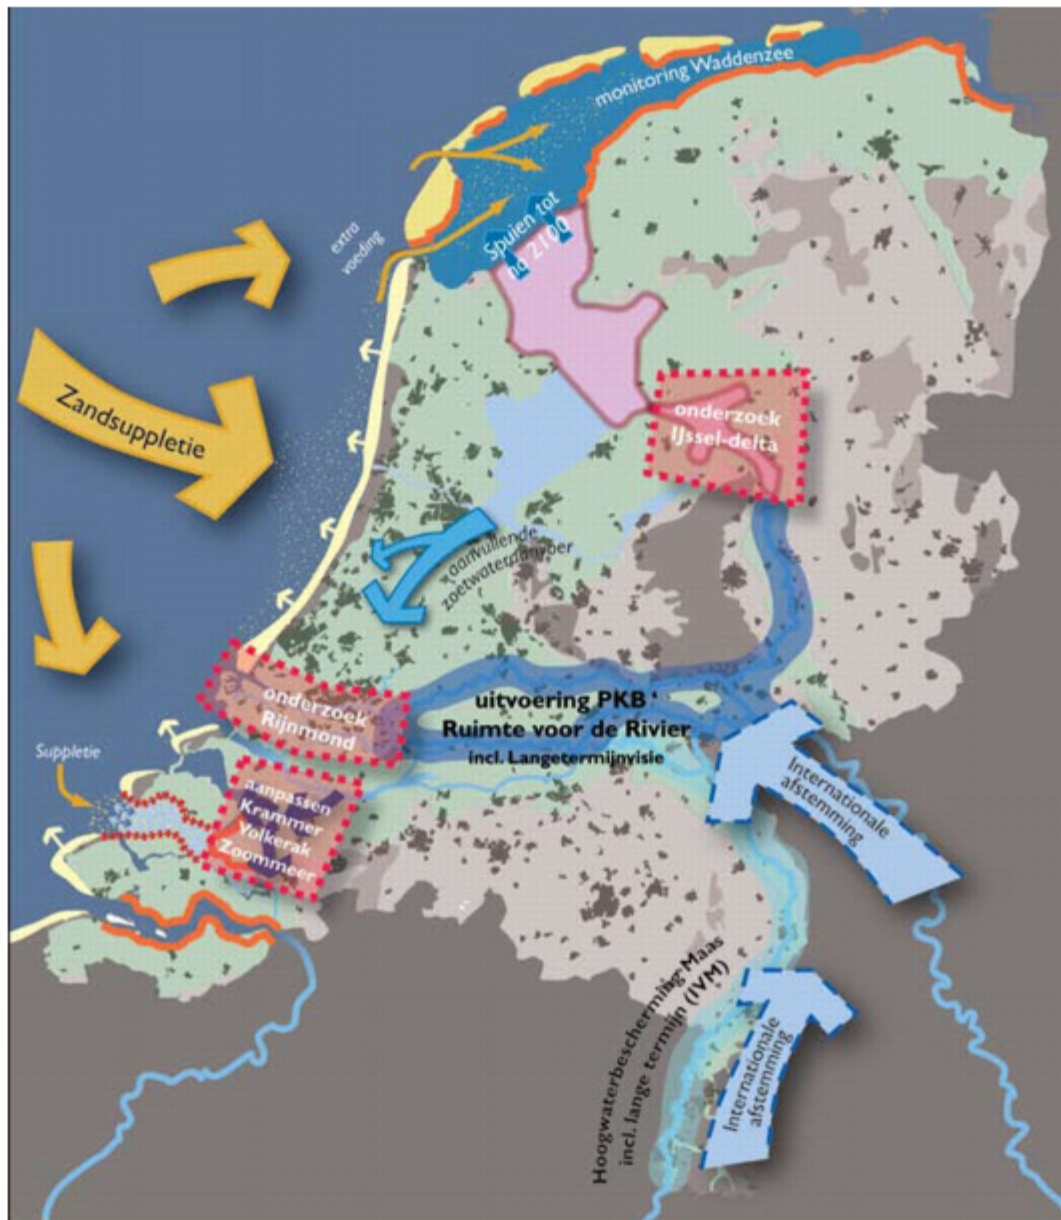 monitoring Waddenzee
Spuien tot
na 2100
extra
voeding
Zandsuppletie
onderzoek
IJssel-delta
aanvullende
zoetwateraanvoer
onderzoek
Rijnmond
uitvoering PKB '
Ruimte voor de Rivier
incl. Langetermijnvisie
Suppletie
aanpassen
Krammer
Volkerak
Zoommeer
Internationale
afstemming
Hoogwaterbescherming Maas
incl. lange termijn (IVM)
Internationale
afstemming